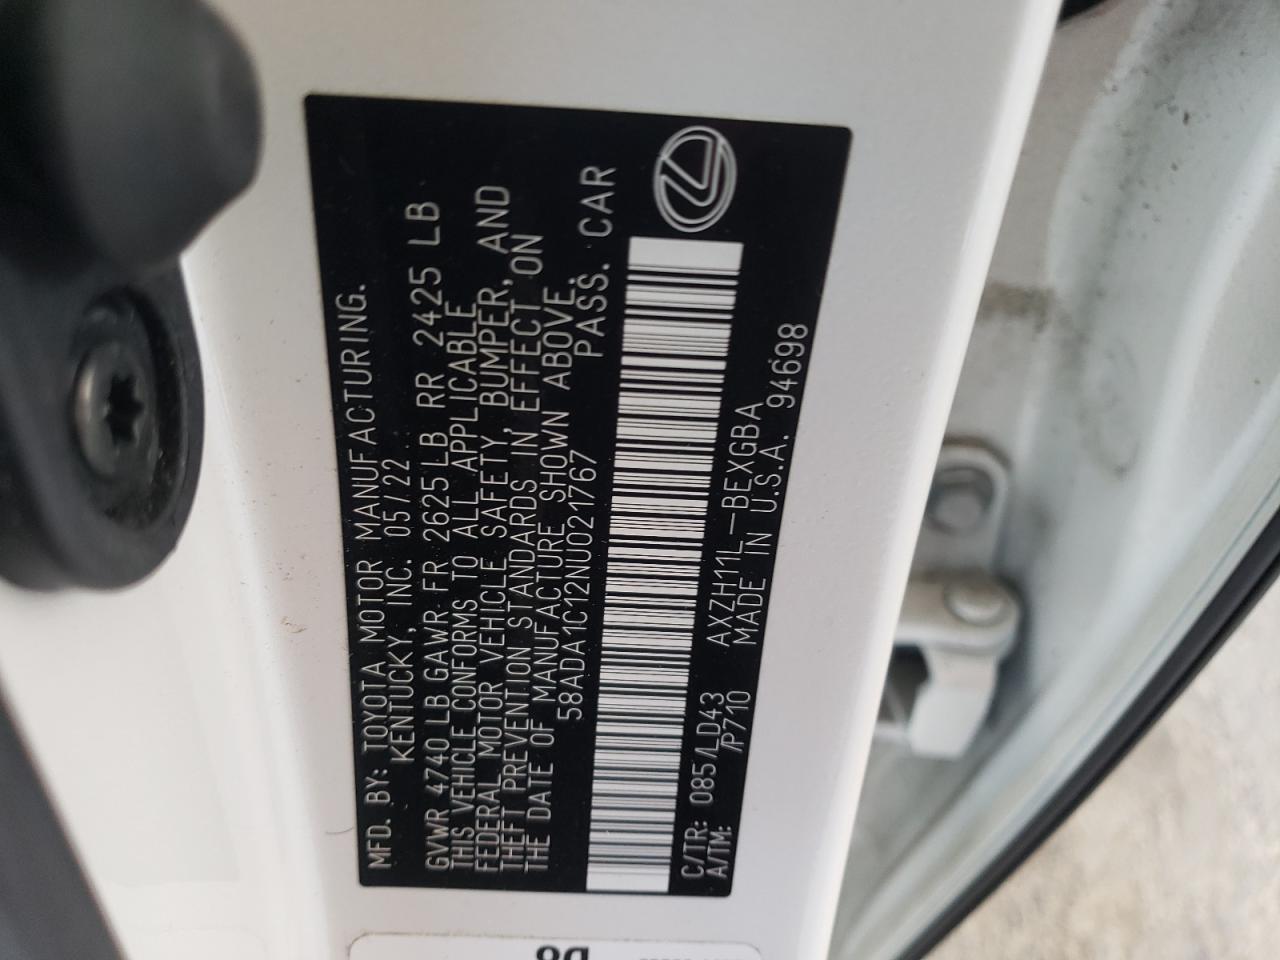 MFD. BY: TOYOTA MOTOR MANUFACTURING.
KENTUCKY, INC. 05/22
GVWR 4740 LB GAWR FR 2625 LB RR 2425 LB
THIS VEHICLE CONFORMS TO ALL APPLICABLE
FEDERAL MOTOR VEHICLE SAFETY, BUMPER, AND
THEFT PREVENTION STANDARDS IN EFFECT ON
THE DATE OF MANUFACTURE SHOWN ABOVE.
58ADA1C12NU021767 PASS. CAR
C/TR: 085/LD43 AXZH11L-BEXGBA
A/TM: /P710 MADE IN U.S.A. 94698